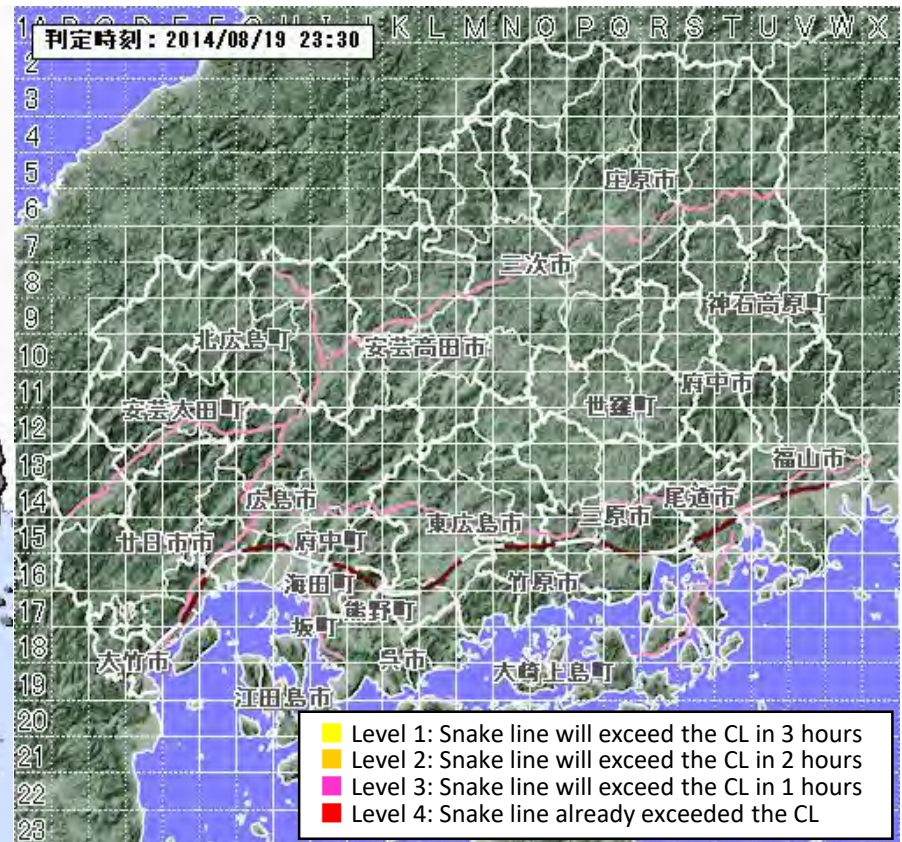 1A
判定時刻：2014/08/19 23:30
K L M N O P Q R S T U V W X
2
3
4
5
庄原市
6
7
三次市
8
神石高原町
9
北広島町
安芸高田市
10
府中市
11
安芸太田町
世羅町
12
福山市
13
広島市
尾道市
14
東広島市
三原市
15
廿日市市
府中町
16
海田町
竹原市
熊野町
17
坂町
18
大竹市
呉市
大崎上島町
19
江田島市
20
Level 1: Snake line will exceed the CL in 3 hours
21
Level 2: Snake line will exceed the CL in 2 hours
Level 3: Snake line will exceed the CL in 1 hours
22
Level 4: Snake line already exceeded the CL
23